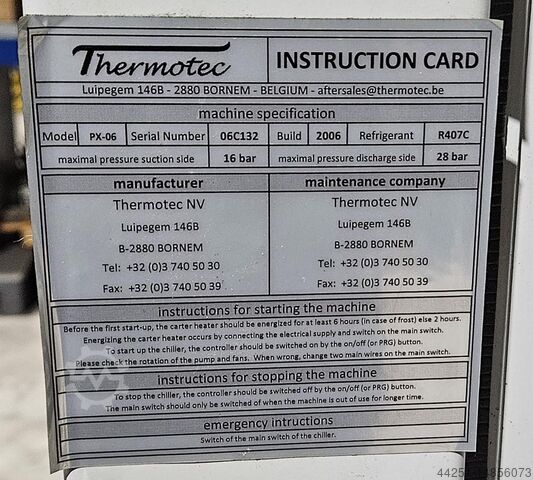 Thermotec INSTRUCTION CARD
Luipegem 146B - 2880 BORNEM - BELGIUM - aftersales@thermotec.be
machine specification
Model PX-06 Serial Number 06C132 Build 2006 Refrigerant R407C
maximal pressure suction side 16 bar maximal pressure discharge side 28 bar
manufacturer maintenance company
Thermotec NV Thermotec NV
Luipegem 146B Luipegem 146B
B-2880 BORNEM B-2880 BORNEM
Tel: +32 (0)3 740 50 30 Tel: +32 (0)3 740 50 30
Fax: +32 (0)3 740 50 39 Fax: +32 (0)3 740 50 39
instructions for starting the machine
Before the first start-up, the carter heater should be energized for at least 6 hours (in case of frost) else 2 hours.
Energizing the carter heater occurs by connecting the electrical supply and switch on the main switch.
To start up the chiller, the controller should be switched on by the on/off (or PRG) button.
Please check the rotation of the pump and fans. When wrong, change two main wires on the main switch.
instructions for stopping the machine
To stop the chiller, the controller should be switched off by the on/off (or PRG) button.
The main switch should only be switched of when the machine is out of use for longer time.
emergency intructions
Switch of the main switch of the chiller.